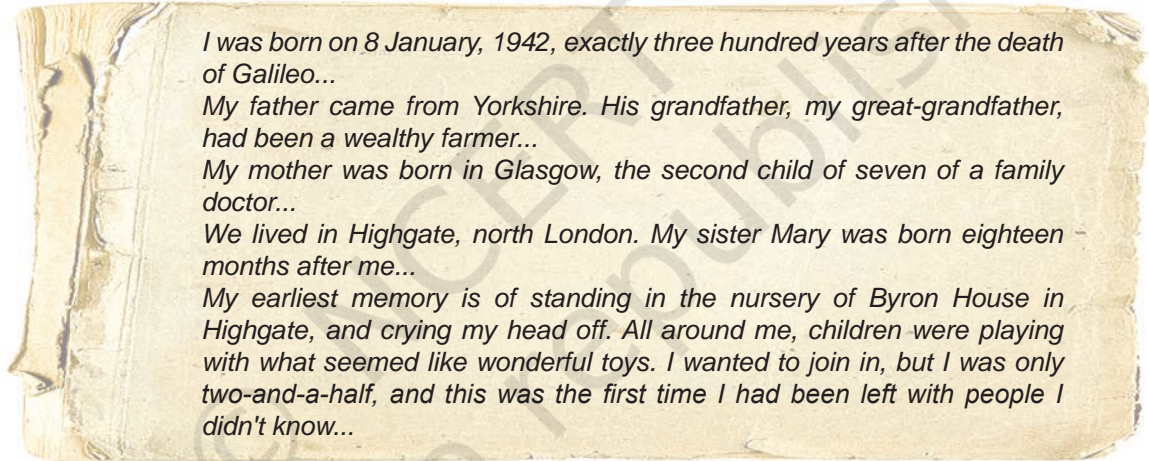 I was born on 8 January, 1942, exactly three hundred years after the death
of Galileo...
My father came from Yorkshire. His grandfather, my great-grandfather,
had been a wealthy farmer...
My mother was born in Glasgow, the second child of seven of a family
doctor...
We lived in Highgate, north London. My sister Mary was born eighteen
months after me...
My earliest memory is of standing in the nursery of Byron House in
Highgate, and crying my head off. All around me, children were playing
with what seemed like wonderful toys. I wanted to join in, but I was only
two-and-a-half, and this was the first time I had been left with people I
didn't know...
© NCERT
republis